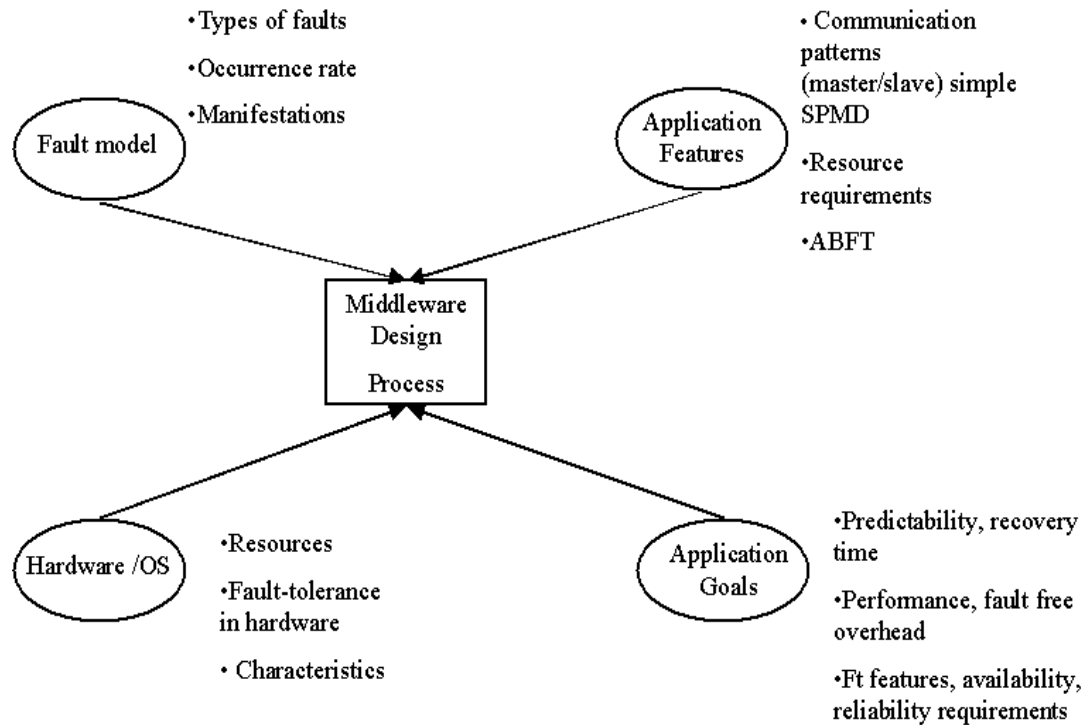 •Types of faults
•Occurrence rate
•Manifestations
Fault model
• Communication
patterns
(master/slave) simple
SPMD
•Resource
requirements
•ABFT
Application
Features
Middleware
Design
Process
Hardware /OS
•Resources
•Fault-tolerance
in hardware
• Characteristics
Application
Goals
•Predictability, recovery
time
•Performance, fault free
overhead
•Ft features, availability,
reliability requirements